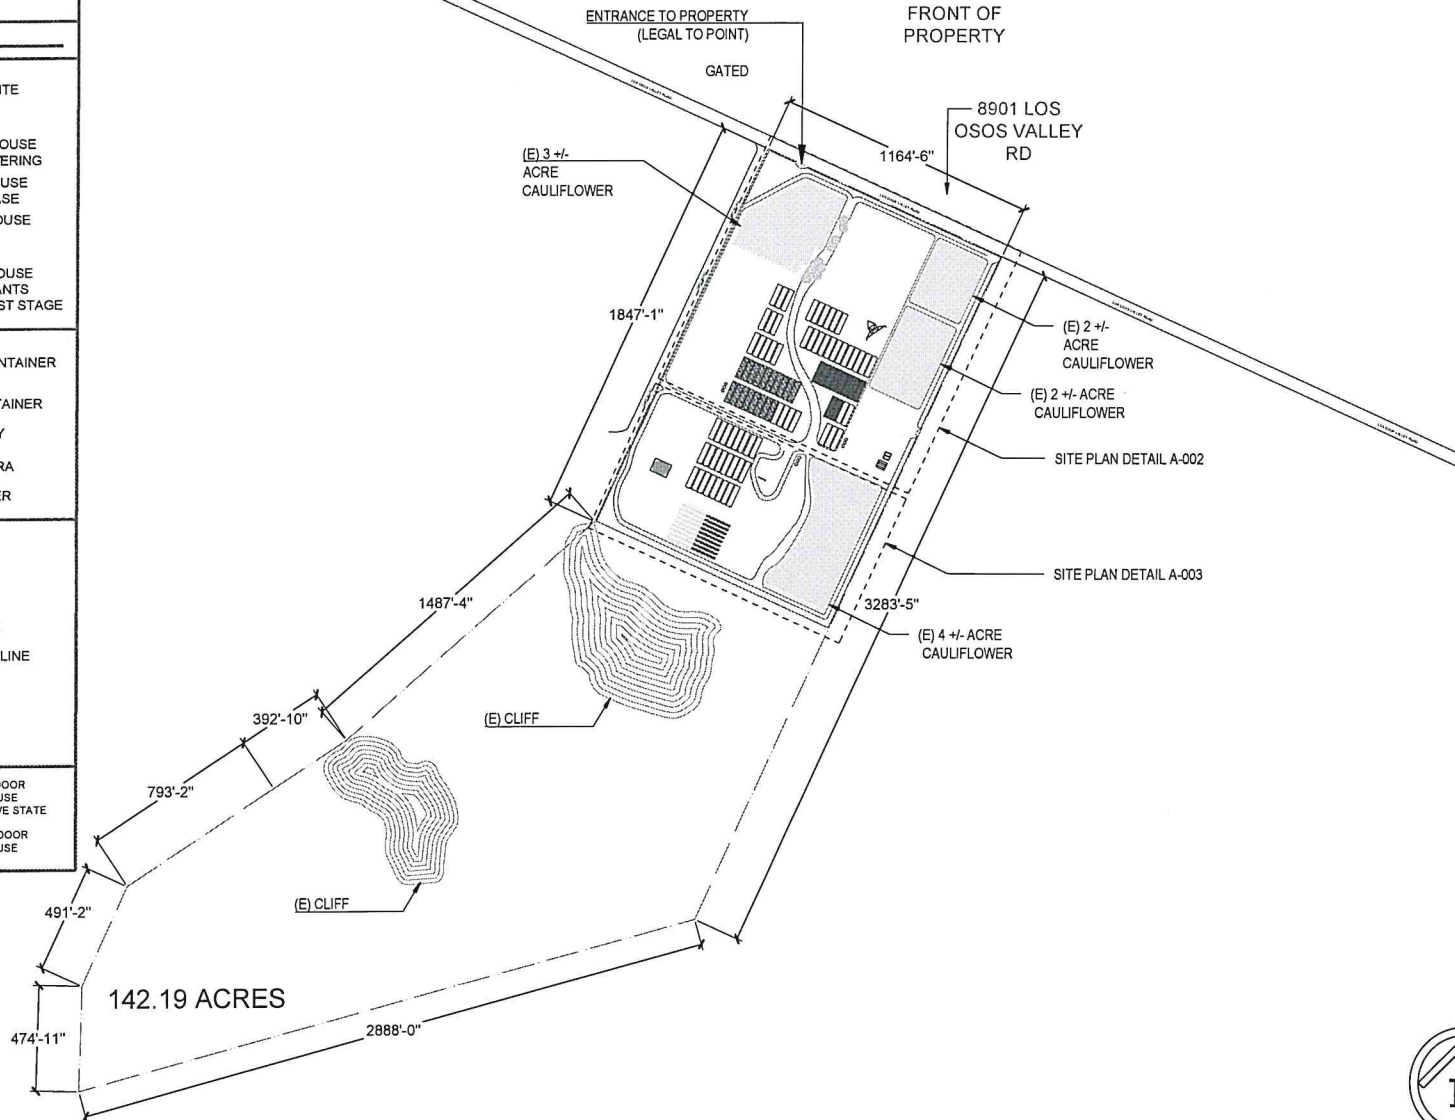 ITE
OUSE
ERING
USE
ASE
OUSE
OUSE
ANTS
ST STAGE
NTAINER
TAINER
Y
RA
ER
LINE
DOOR
USE
VE STATE
DOOR
USE
ENTRANCE TO PROPERTY
(LEGAL TO POINT)
GATED
FRONT OF
PROPERTY
8901 LOS
OSOS VALLEY
RD
1164'-6"
(E) 3 +/-
ACRE
CAULIFLOWER
1847'-1"
(E) 2 +/-
ACRE
CAULIFLOWER
(E) 2 +/- ACRE
CAULIFLOWER
SITE PLAN DETAIL A-002
SITE PLAN DETAIL A-003
3283'-5"
(E) 4 +/- ACRE
CAULIFLOWER
1487'-4"
(E) CLIFF
392'-10"
793'-2"
(E) CLIFF
491'-2"
142.19 ACRES
474'-11"
2888'-0"